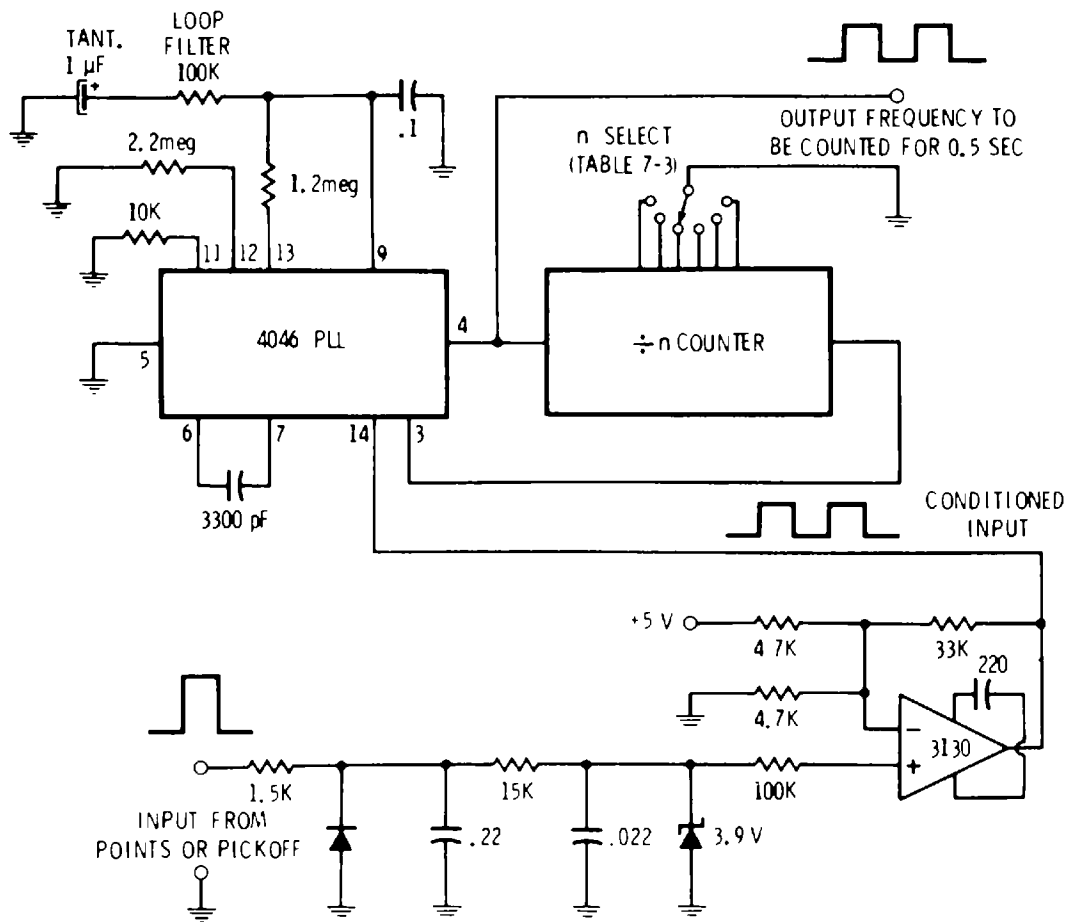 TANT.
1 µF
+
LOOP
FILTER
100K
.1
2.2meg
1.2meg
10K
11
12
13
9
5
4046 PLL
4
6
7
14
3
3300 pF
n SELECT
(TABLE 7-3)
÷n COUNTER
OUTPUT FREQUENCY TO
BE COUNTED FOR 0.5 SEC
CONDITIONED
INPUT
+5 V
4.7K
33K
220
4.7K
3130
−
+
1.5K
15K
100K
INPUT FROM
POINTS OR PICKOFF
.22
.022
3.9 V